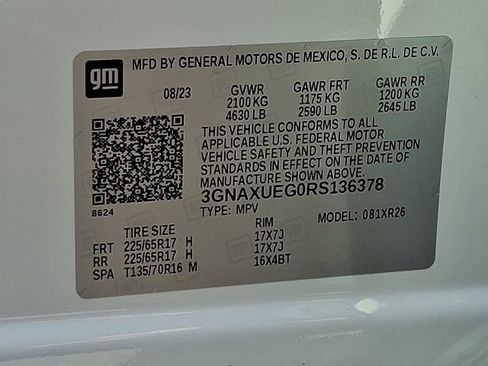 gm
MFD BY GENERAL MOTORS DE MEXICO, S. DE R.L. DE C.V.
08/23 GVWR GAWR FRT GAWR RR
2100 KG 1175 KG 1200 KG
4630 LB 2590 LB 2645 LB
THIS VEHICLE CONFORMS TO ALL
APPLICABLE U.S. FEDERAL MOTOR
VEHICLE SAFETY AND THEFT PREVENTION
STANDARDS IN EFFECT ON THE DATE OF
MANUFACTURE SHOWN ABOVE.
3GNAXUEG0RS136378
8624 TYPE: MPV MODEL: 081XR26
TIRE SIZE RIM
FRT 225/65R17 H 17X7J
RR 225/65R17 H 17X7J
SPA T135/70R16 M 16X4BT